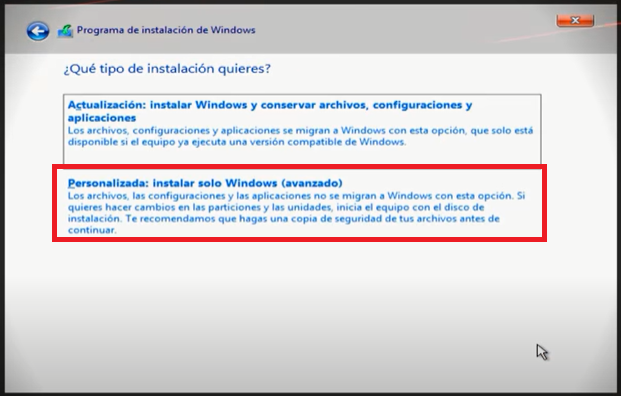 Programa de instalación de Windows
¿Qué tipo de instalación quieres?
Actualización: instalar Windows y conservar archivos, configuraciones y
aplicaciones
Los archivos, configuraciones y aplicaciones se migran a Windows con esta opción, que solo está
disponible si el equipo ya ejecuta una versión compatible de Windows.
Personalizada: instalar solo Windows (avanzado)
Los archivos, las configuraciones y las aplicaciones no se migran a Windows con esta opción. Si
quieres hacer cambios en las particiones y las unidades, inicia el equipo con el disco de
instalación. Te recomendamos que hagas una copia de seguridad de tus archivos antes de
continuar.